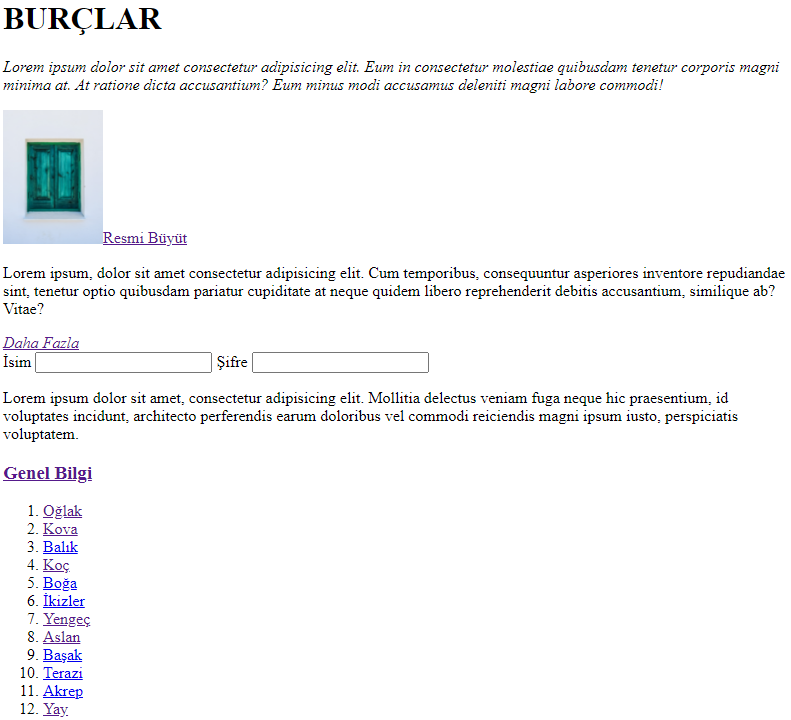 BURÇLAR
Lorem ipsum dolor sit amet consectetur adipisicing elit. Eum in consectetur molestiae quibusdam tenetur corporis magni
minima at. At ratione dicta accusantium? Eum minus modi accusamus deleniti magni labore commodi!
Resmi Büyüt
Lorem ipsum, dolor sit amet consectetur adipisicing elit. Cum temporibus, consequuntur asperiores inventore repudiandae
sint, tenetur optio quibusdam pariatur cupiditate at neque quidem libero reprehenderit debitis accusantium, similique ab?
Vitae?
Daha Fazla
İsim Şifre
Lorem ipsum dolor sit amet, consectetur adipisicing elit. Mollitia delectus veniam fuga neque hic praesentium, id
voluptates incidunt, architecto perferendis earum doloribus vel commodi reiciendis magni ipsum iusto, perspiciatis
voluptatem.
Genel Bilgi
1. Oğlak
2. Kova
3. Balık
4. Koç
5. Boğa
6. İkizler
7. Yengeç
8. Aslan
9. Başak
10. Terazi
11. Akrep
12. Yay